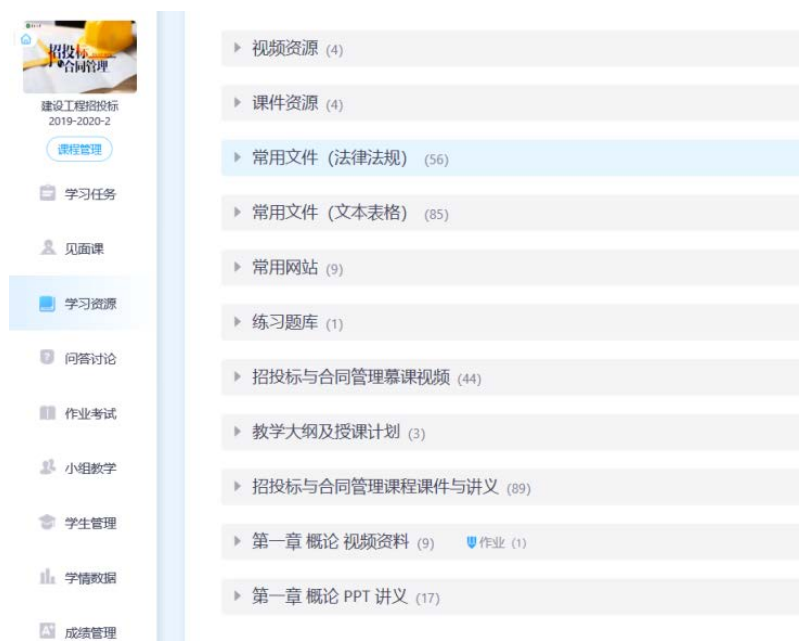 招投标
合同管理
建设工程招投标
2019-2020-2
课程管理
学习任务
见面课
学习资源
问答讨论
作业考试
小组教学
学生管理
学情数据
成绩管理
视频资源 (4)
课件资源 (4)
常用文件（法律法规） (56)
常用文件（文本表格） (85)
常用网站 (9)
练习题库 (1)
招投标与合同管理慕课视频 (44)
教学大纲及授课计划 (3)
招投标与合同管理课程课件与讲义 (89)
第一章 概论 视频资料 (9) 作业 (1)
第一章 概论 PPT 讲义 (17)